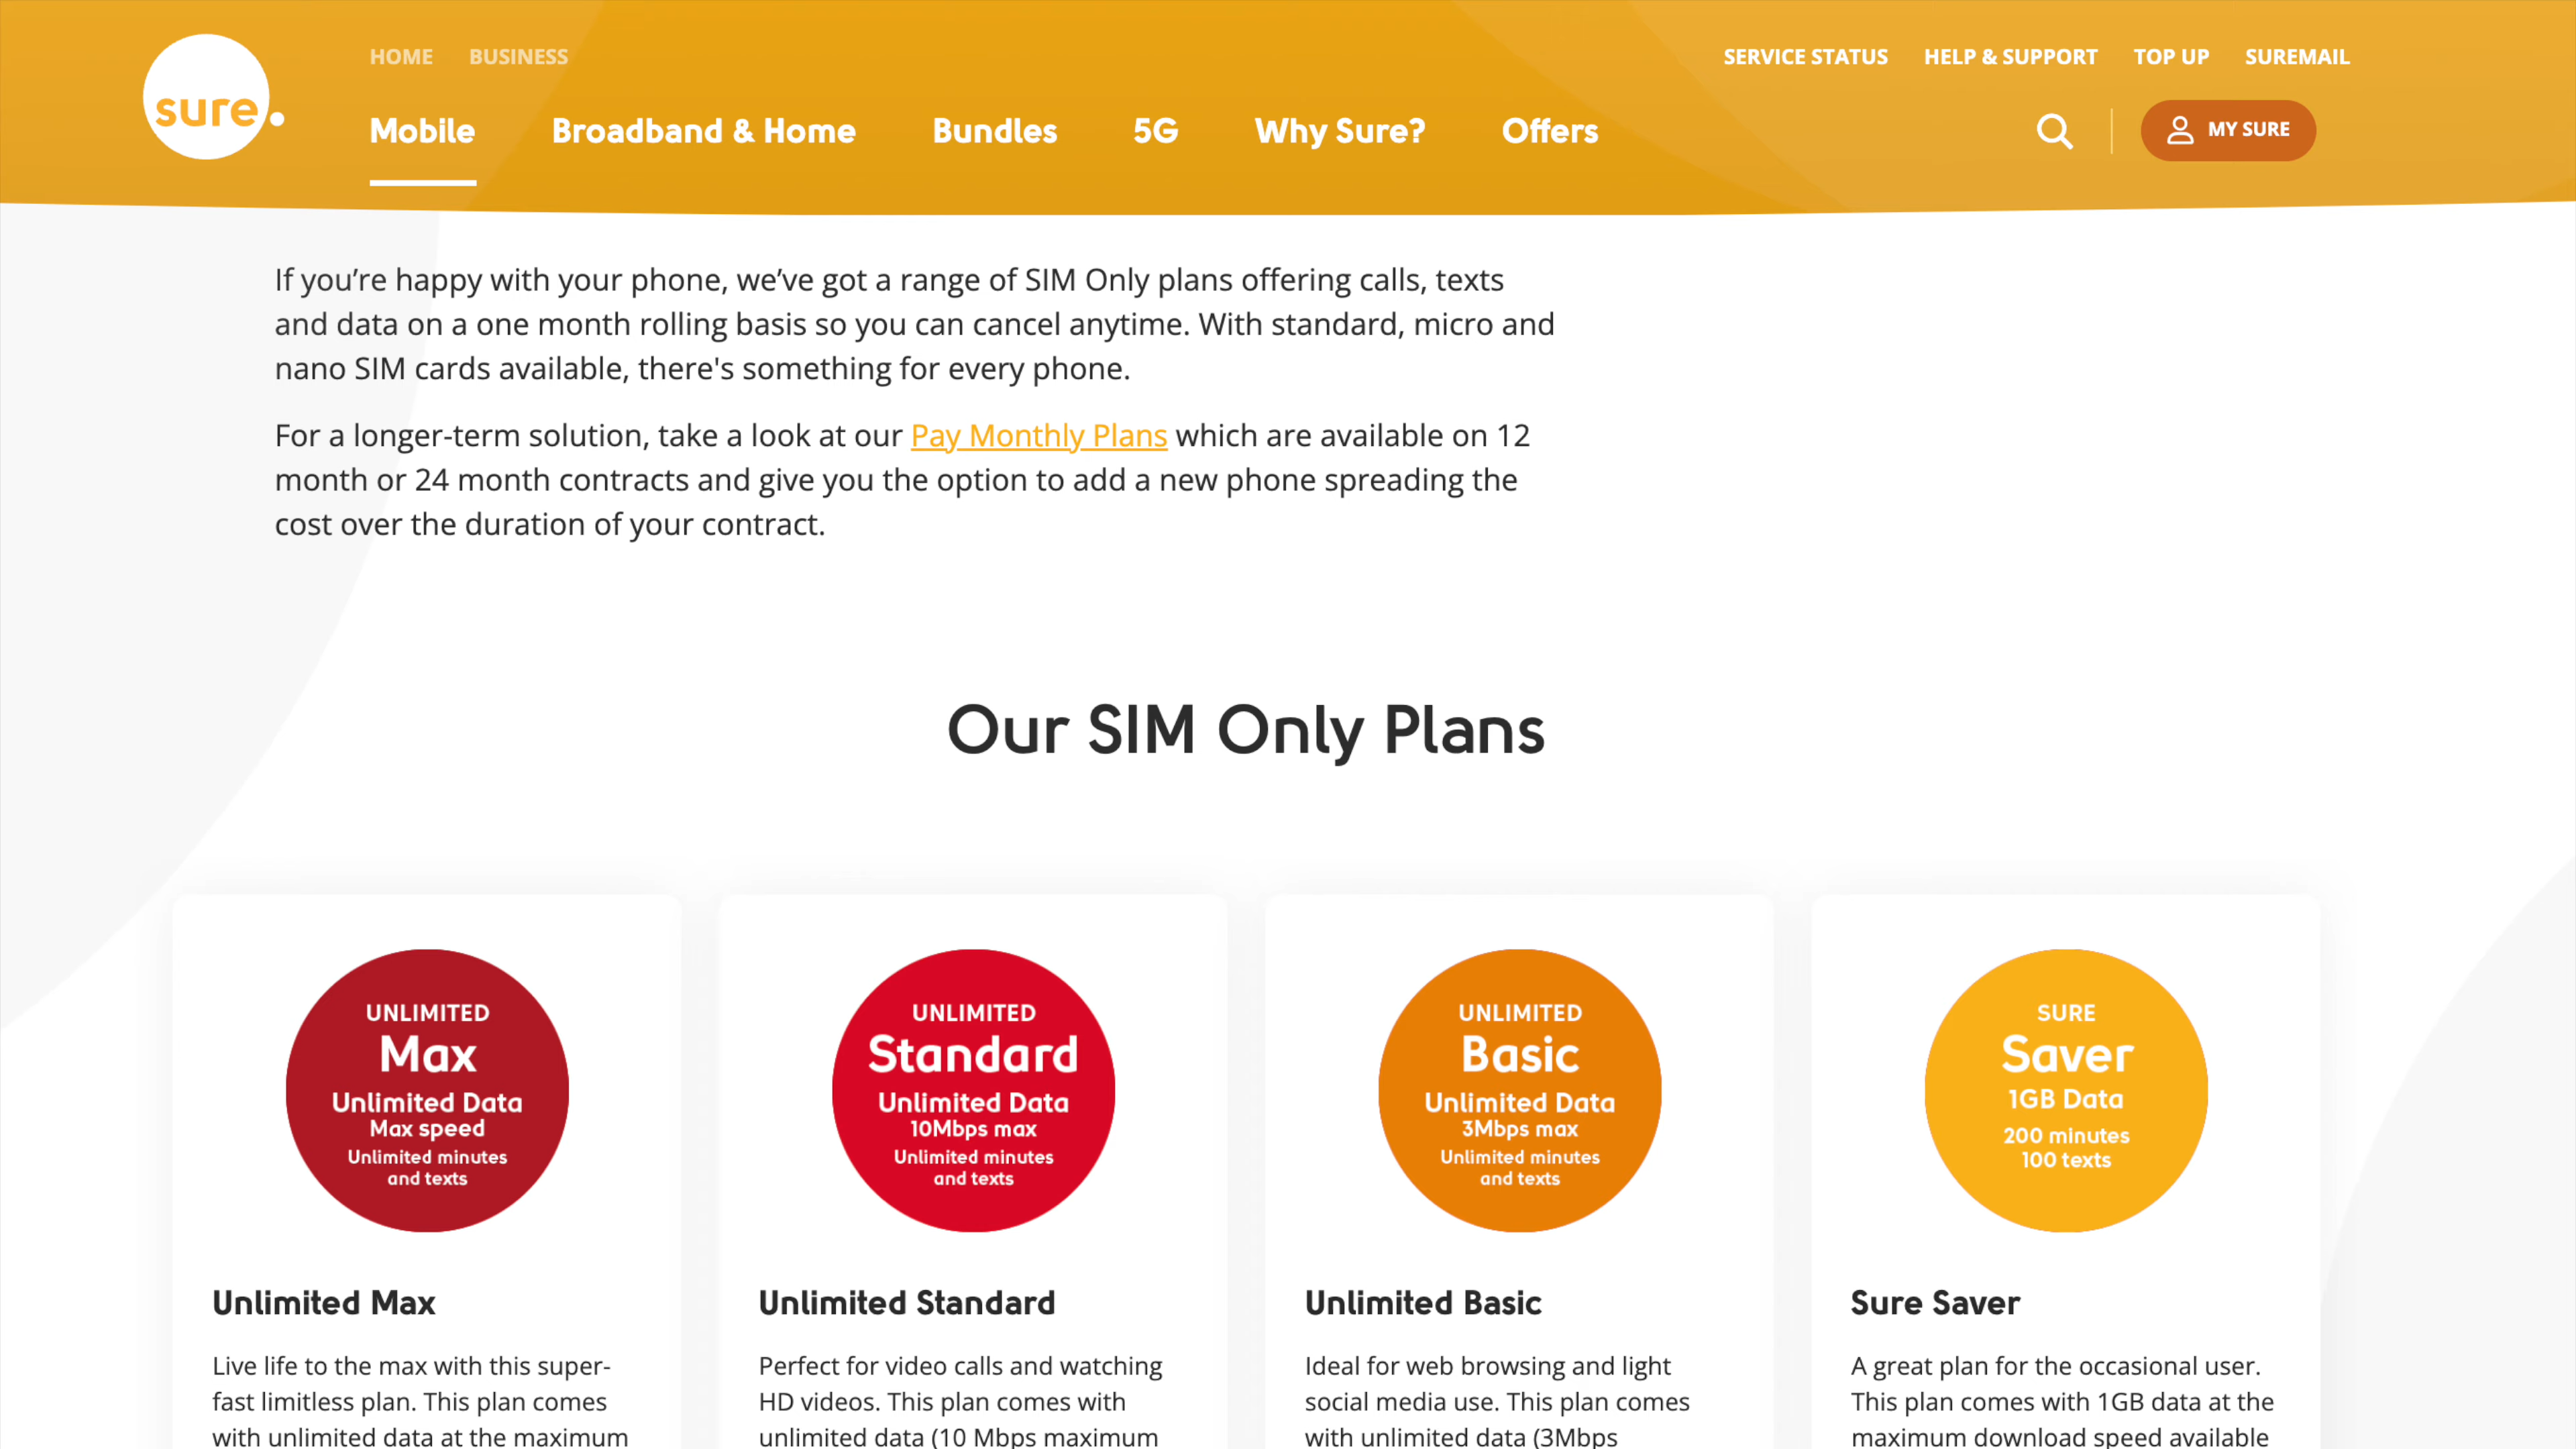 HOME BUSINESS
SERVICE STATUS HELP & SUPPORT TOP UP SUREMAIL
sure.
Mobile Broadband & Home Bundles 5G Why Sure? Offers
MY SURE
If you’re happy with your phone, we’ve got a range of SIM Only plans offering calls, texts
and data on a one month rolling basis so you can cancel anytime. With standard, micro and
nano SIM cards available, there's something for every phone.
For a longer-term solution, take a look at our Pay Monthly Plans which are available on 12
month or 24 month contracts and give you the option to add a new phone spreading the
cost over the duration of your contract.
Our SIM Only Plans
UNLIMITED
Max
Unlimited Data
Max speed
Unlimited minutes
and texts
Unlimited Max
Live life to the max with this super-
fast limitless plan. This plan comes
with unlimited data at the maximum
UNLIMITED
Standard
Unlimited Data
10Mbps max
Unlimited minutes
and texts
Unlimited Standard
Perfect for video calls and watching
HD videos. This plan comes with
unlimited data (10 Mbps maximum
UNLIMITED
Basic
Unlimited Data
3Mbps max
Unlimited minutes
and texts
Unlimited Basic
Ideal for web browsing and light
social media use. This plan comes
with unlimited data (3Mbps
SURE
Saver
1GB Data
200 minutes
100 texts
Sure Saver
A great plan for the occasional user.
This plan comes with 1GB data at the
maximum download speed available